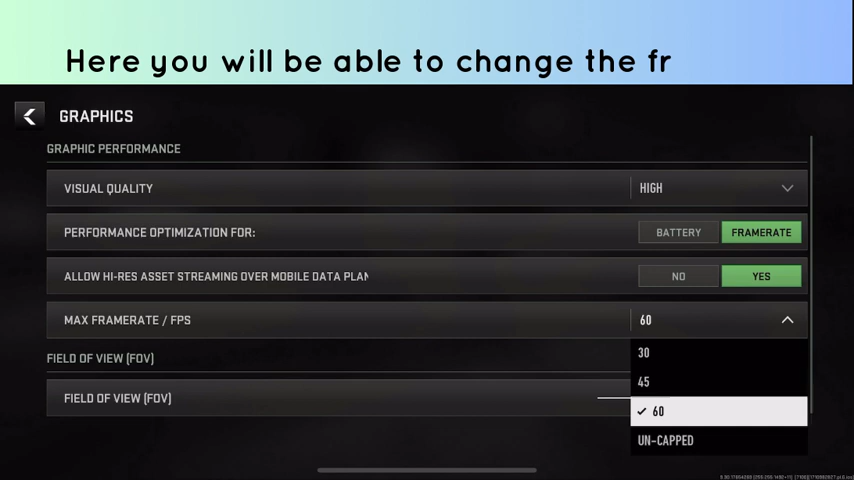 Here you will be able to change the fr
GRAPHICS
GRAPHIC PERFORMANCE
VISUAL QUALITY HIGH
PERFORMANCE OPTIMIZATION FOR: BATTERY FRAMERATE
ALLOW HI-RES ASSET STREAMING OVER MOBILE DATA PLAN NO YES
MAX FRAMERATE / FPS 60
30
FIELD OF VIEW (FOV)
45
FIELD OF VIEW (FOV)
60
UN-CAPPED